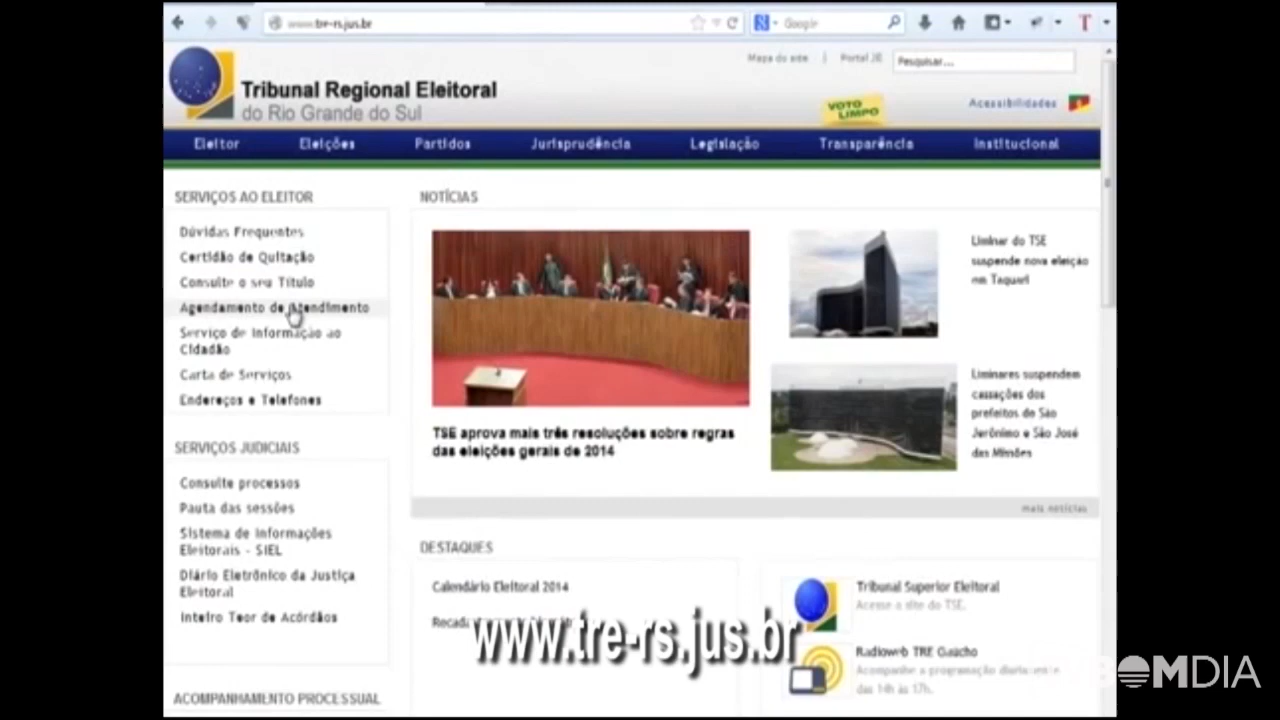 www.tre-rs.jus.br
Google
Mapa do site | Portal JE
Pesquisar...
Tribunal Regional Eleitoral
do Rio Grande do Sul
VOTO
LIMPO
Acessibilidades
Eleitor Eleições Partidos Jurisprudência Legislação Transparência Institucional
SERVIÇOS AO ELEITOR
Dúvidas Frequentes
Certidão de Quitação
Consulte o seu Título
Agendamento de Atendimento
Serviço de Informação ao
Cidadão
Carta de Serviços
Endereços e Telefones
SERVIÇOS JUDICIAIS
Consulte processos
Pauta das sessões
Sistema de Informações
Eleitorais - SIEL
Diário Eletrônico da Justiça
Eleitoral
Inteiro Teor de Acórdãos
ACOMPANHAMENTO PROCESSUAL
NOTÍCIAS
TSE aprova mais três resoluções sobre regras
das eleições gerais de 2014
Liminar do TSE
suspende nova eleição
em Taquari
Liminares suspendem
cassações dos
prefeitos de São
Jerônimo e São José
das Missões
mais notícias
DESTAQUES
Calendário Eleitoral 2014
Tribunal Superior Eleitoral
Acesse o site do TSE.
Radioweb TRE Gaúcho
Acompanhe a programação diariamente
das 14h às 17h.
www.tre-rs.jus.br
BOMDIA